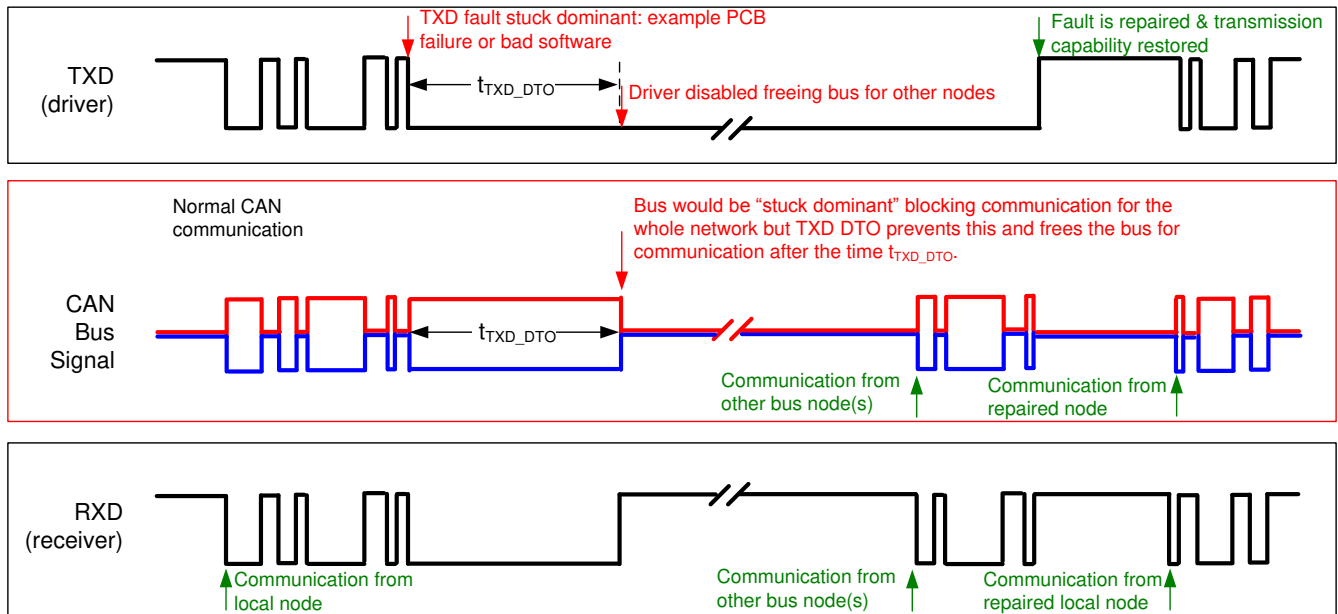 TXD fault stuck dominant: example PCB
failure or bad software
Fault is repaired & transmission
capability restored
TXD
(driver)
tTXD_DTO
Driver disabled freeing bus for other nodes
Normal CAN
communication
Bus would be “stuck dominant” blocking communication for the
whole network but TXD DTO prevents this and frees the bus for
communication after the time tTXD_DTO.
CAN
Bus
Signal
tTXD_DTO
Communication from
other bus node(s)
Communication from
repaired node
RXD
(receiver)
Communication from
local node
Communication from
other bus node(s)
Communication from
repaired local node